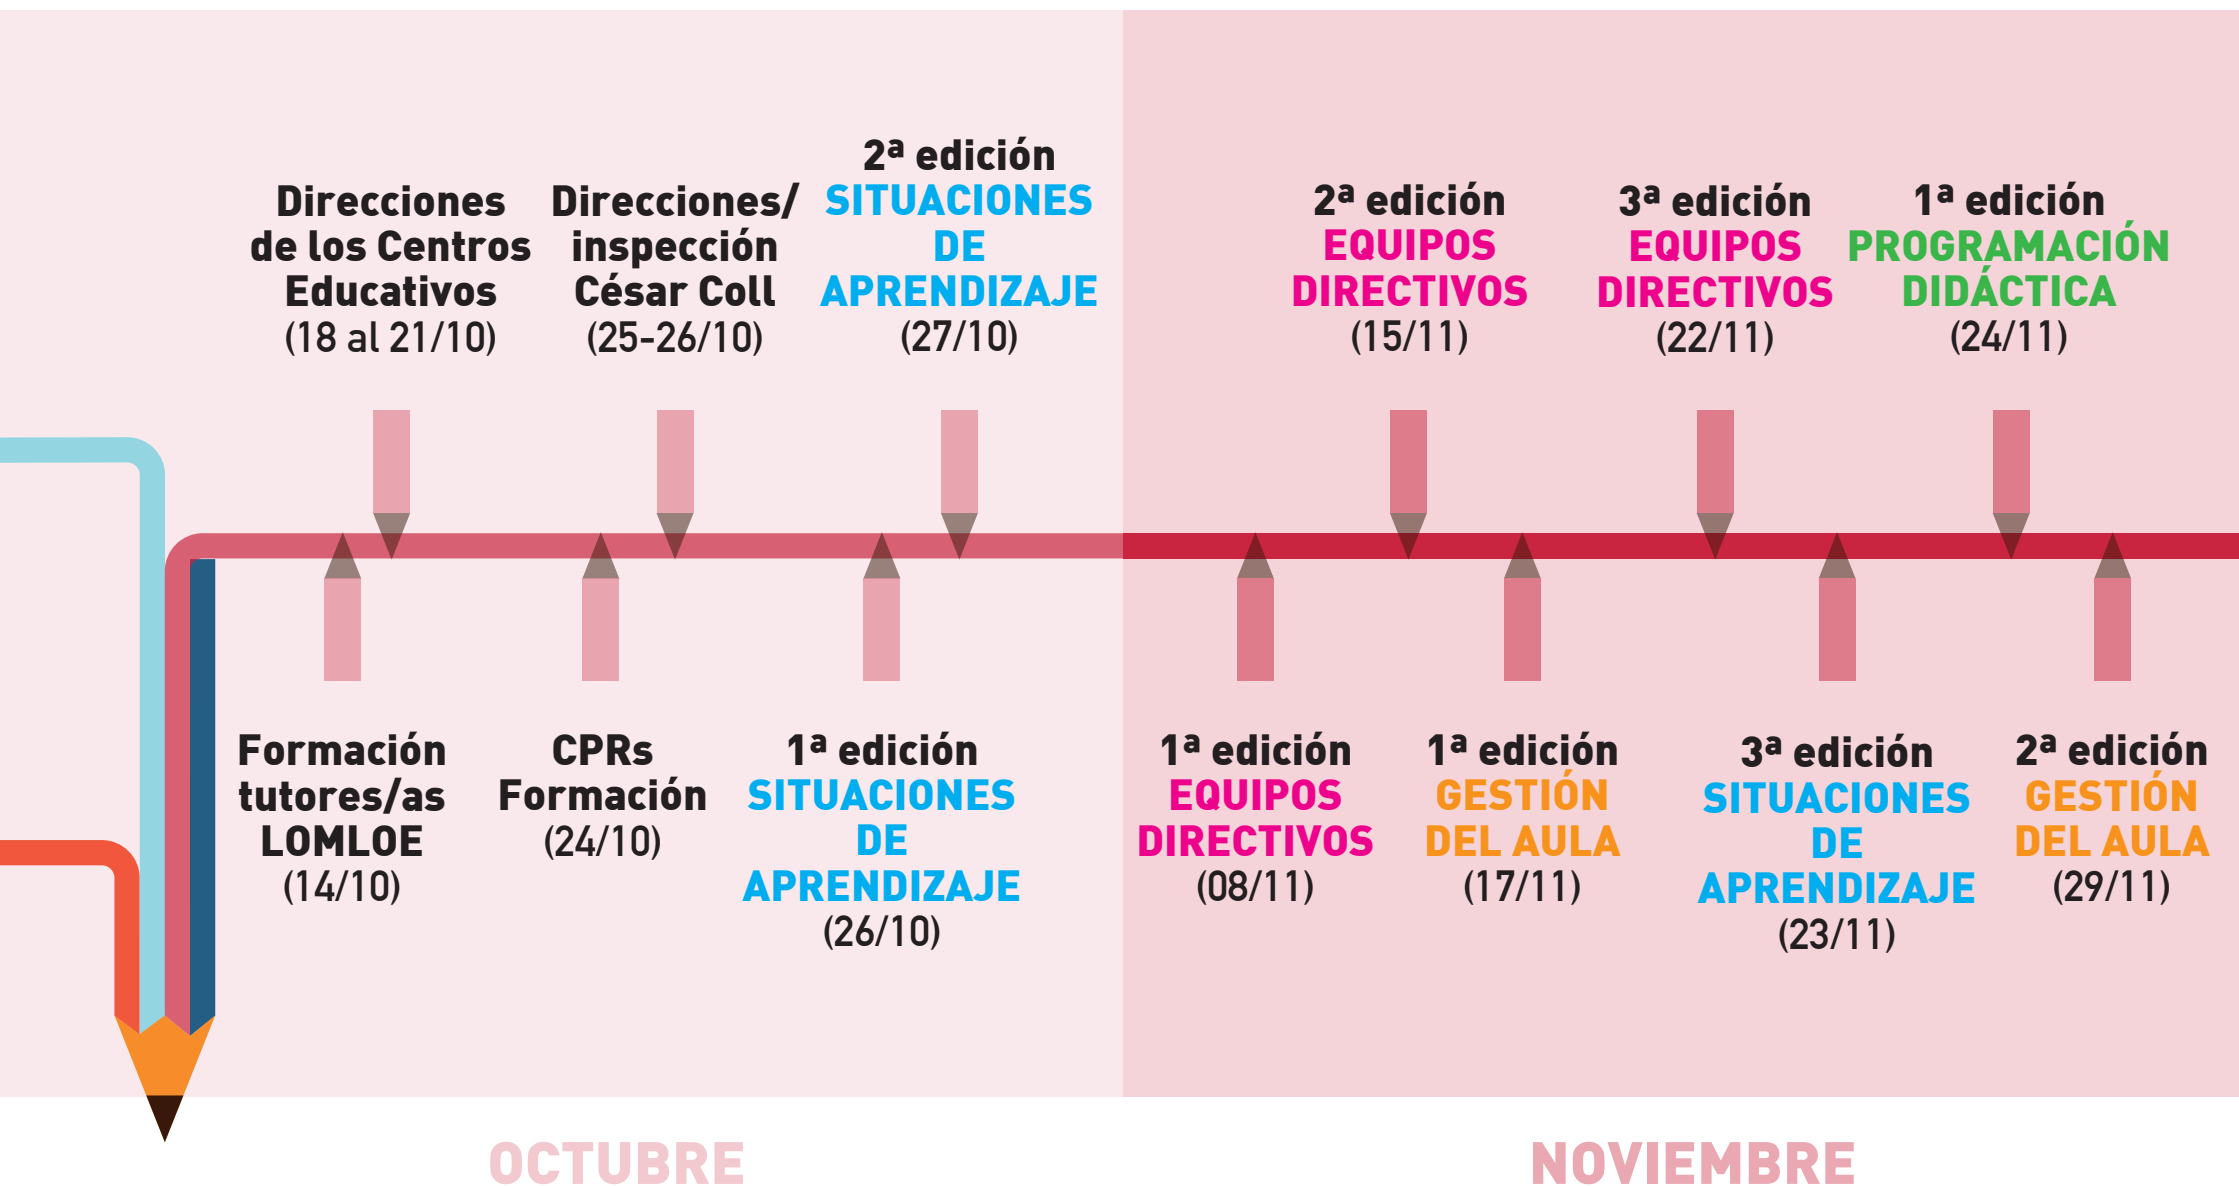 Direcciones
de los Centros
Educativos
(18 al 21/10)
Direcciones/
inspección
César Coll
(25-26/10)
2ª edición
SITUACIONES
DE
APRENDIZAJE
(27/10)
2ª edición
EQUIPOS
DIRECTIVOS
(15/11)
3ª edición
EQUIPOS
DIRECTIVOS
(22/11)
1ª edición
PROGRAMACIÓN
DIDÁCTICA
(24/11)
Formación
tutores/as
LOMLOE
(14/10)
CPRs
Formación
(24/10)
1ª edición
SITUACIONES
DE
APRENDIZAJE
(26/10)
1ª edición
EQUIPOS
DIRECTIVOS
(08/11)
1ª edición
GESTIÓN
DEL AULA
(17/11)
3ª edición
SITUACIONES
DE
APRENDIZAJE
(23/11)
2ª edición
GESTIÓN
DEL AULA
(29/11)
OCTUBRE
NOVIEMBRE